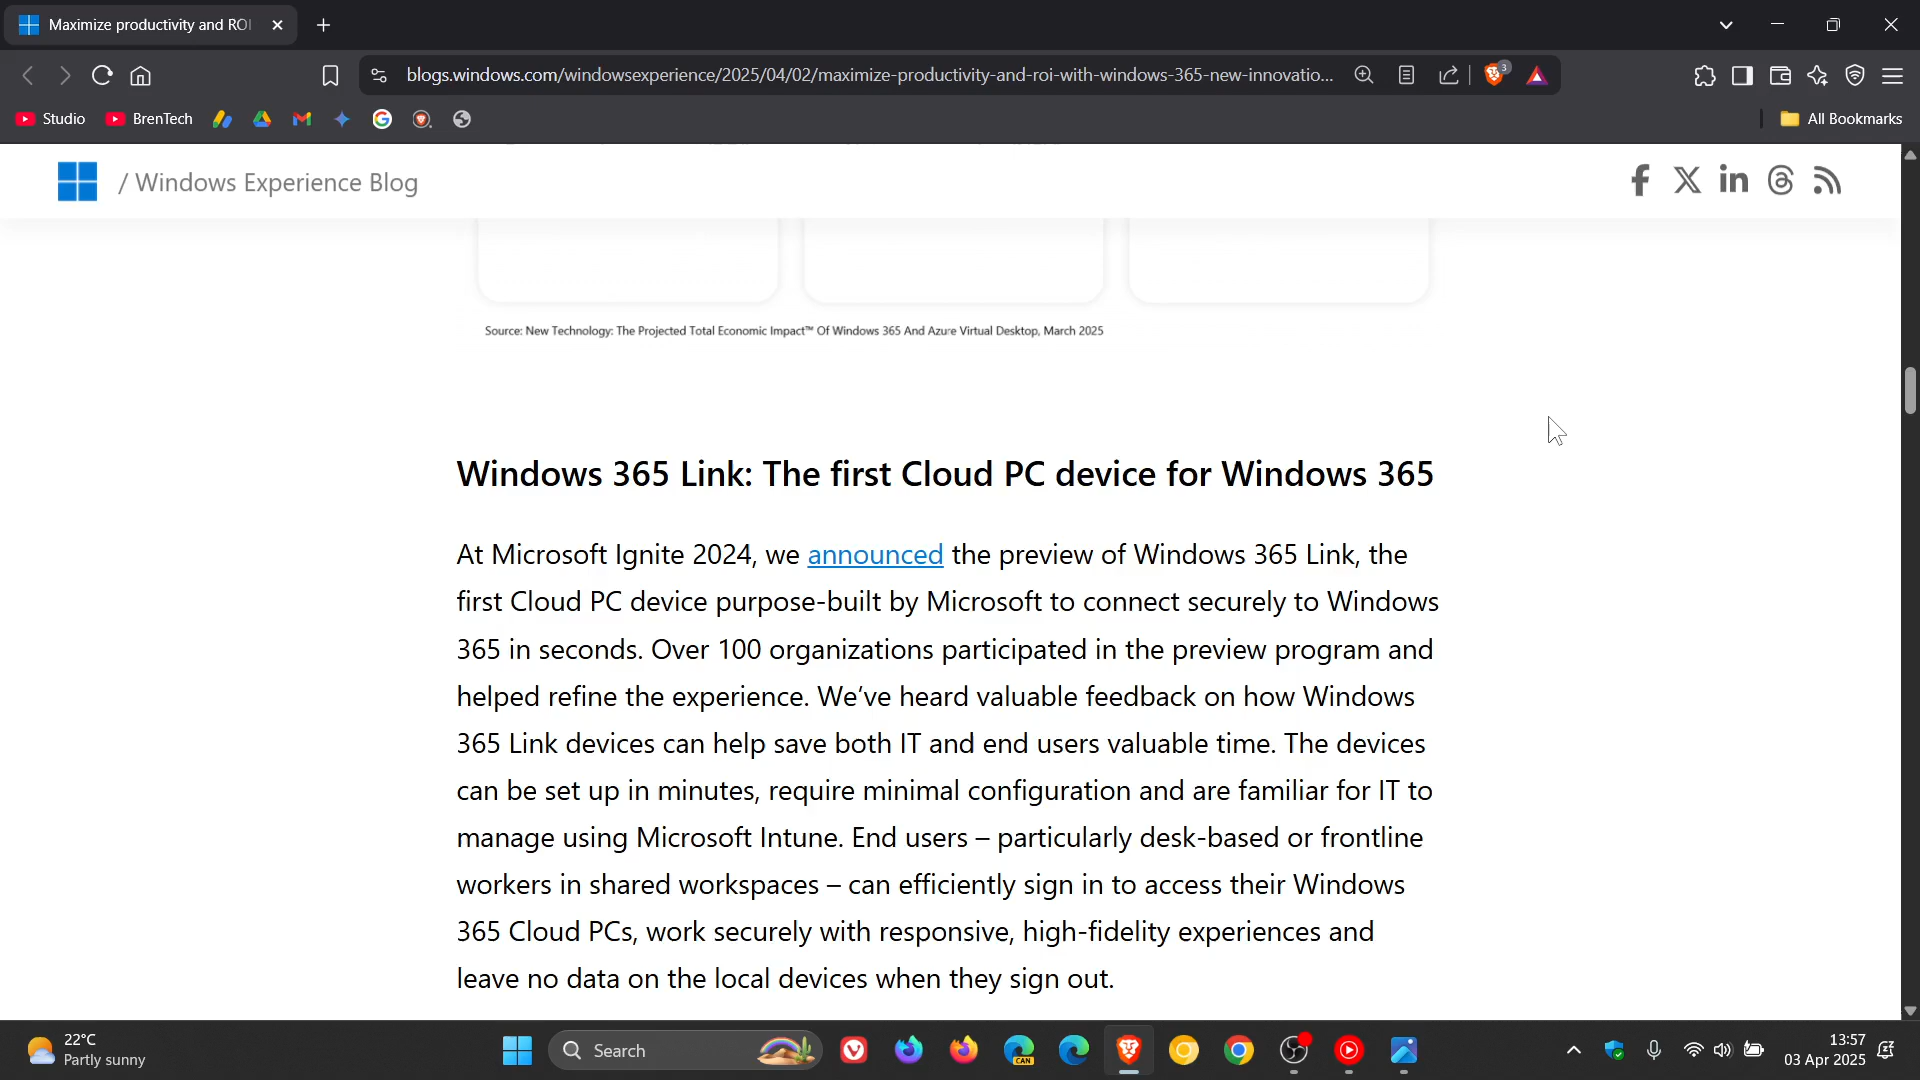 Maximize productivity and ROI
blogs.windows.com/windowsexperience/2025/04/02/maximize-productivity-and-roi-with-windows-365-new-innovatio...
3
Studio
BrenTech
All Bookmarks
/ Windows Experience Blog
Source: New Technology: The Projected Total Economic Impact™ Of Windows 365 And Azure Virtual Desktop, March 2025
Windows 365 Link: The first Cloud PC device for Windows 365
At Microsoft Ignite 2024, we announced the preview of Windows 365 Link, the
first Cloud PC device purpose-built by Microsoft to connect securely to Windows
365 in seconds. Over 100 organizations participated in the preview program and
helped refine the experience. We’ve heard valuable feedback on how Windows
365 Link devices can help save both IT and end users valuable time. The devices
can be set up in minutes, require minimal configuration and are familiar for IT to
manage using Microsoft Intune. End users – particularly desk-based or frontline
workers in shared workspaces – can efficiently sign in to access their Windows
365 Cloud PCs, work securely with responsive, high-fidelity experiences and
leave no data on the local devices when they sign out.
22°C
Partly sunny
Search
CAN
13:57
03 Apr 2025